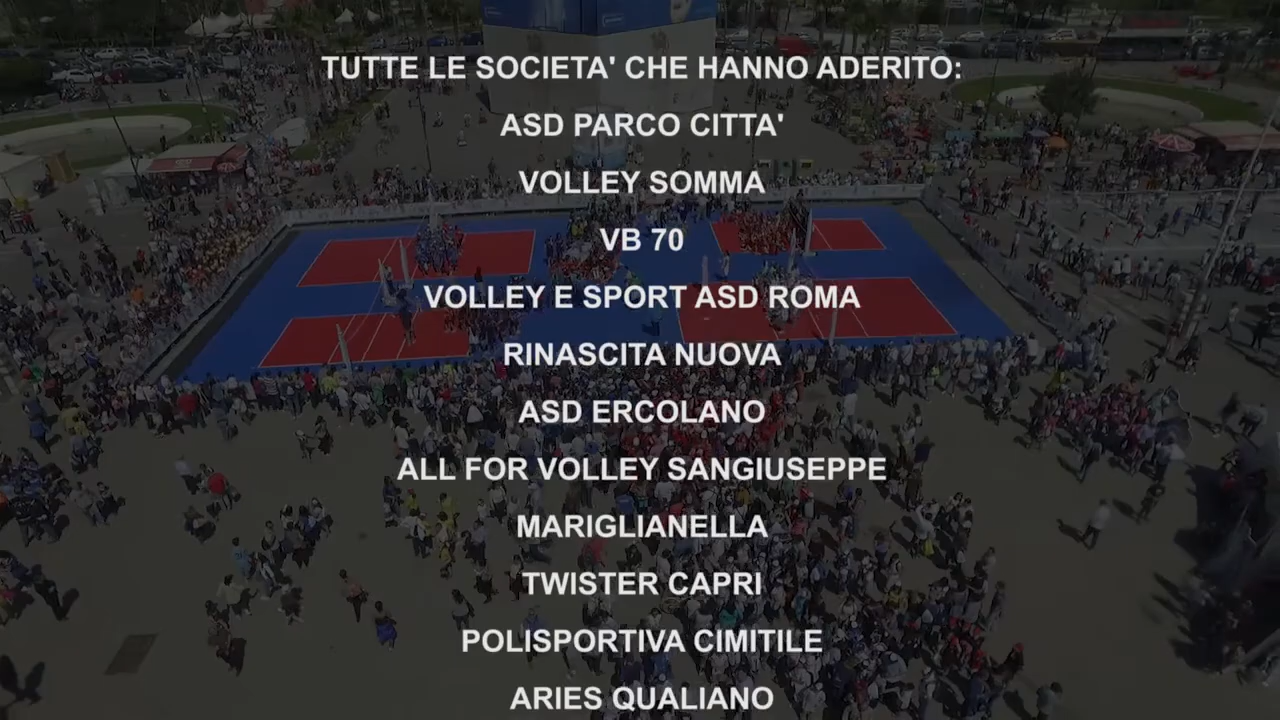 TUTTE LE SOCIETA' CHE HANNO ADERITO:
ASD PARCO CITTA'
VOLLEY SOMMA
VB 70
VOLLEY E SPORT ASD ROMA
RINASCITA NUOVA
ASD ERCOLANO
ALL FOR VOLLEY SANGIUSEPPE
MARIGLIANELLA
TWISTER CAPRI
POLISPORTIVA CIMITILE
ARIES QUALIANO